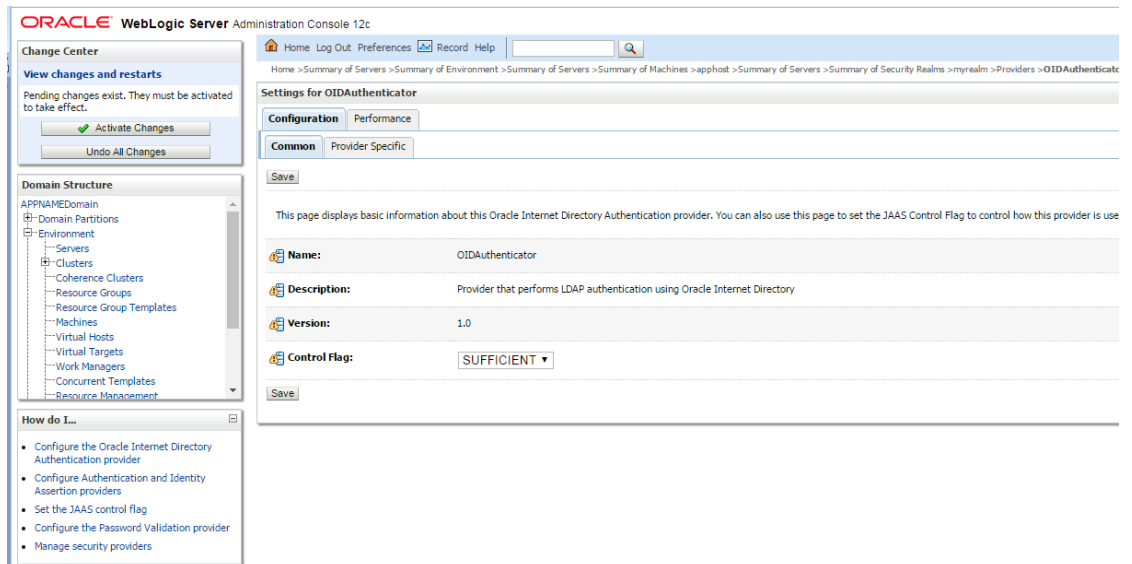 ORACLE WebLogic Server Administration Console 12c
Change Center
View changes and restarts
Pending changes exist. They must be activated
to take effect.
Activate Changes
Undo All Changes
Domain Structure
APPNAMEDomain
Domain Partitions
Environment
Servers
Clusters
Coherence Clusters
Resource Groups
Resource Group Templates
Machines
Virtual Hosts
Virtual Targets
Work Managers
Concurrent Templates
Resource Management
How do I...
Configure the Oracle Internet Directory
Authentication provider
Configure Authentication and Identity
Assertion providers
Set the JAAS control flag
Configure the Password Validation provider
Manage security providers
Home Log Out Preferences Record Help
Home >Summary of Servers >Summary of Environment >Summary of Servers >Summary of Machines >apphost >Summary of Servers >Summary of Security Realms >myrealm >Providers >OIDAuthenticato
Settings for OIDAuthenticator
Configuration Performance
Common Provider Specific
Save
This page displays basic information about this Oracle Internet Directory Authentication provider. You can also use this page to set the JAAS Control Flag to control how this provider is use
Name: OIDAuthenticator
Description: Provider that performs LDAP authentication using Oracle Internet Directory
Version: 1.0
Control Flag: SUFFICIENT
Save